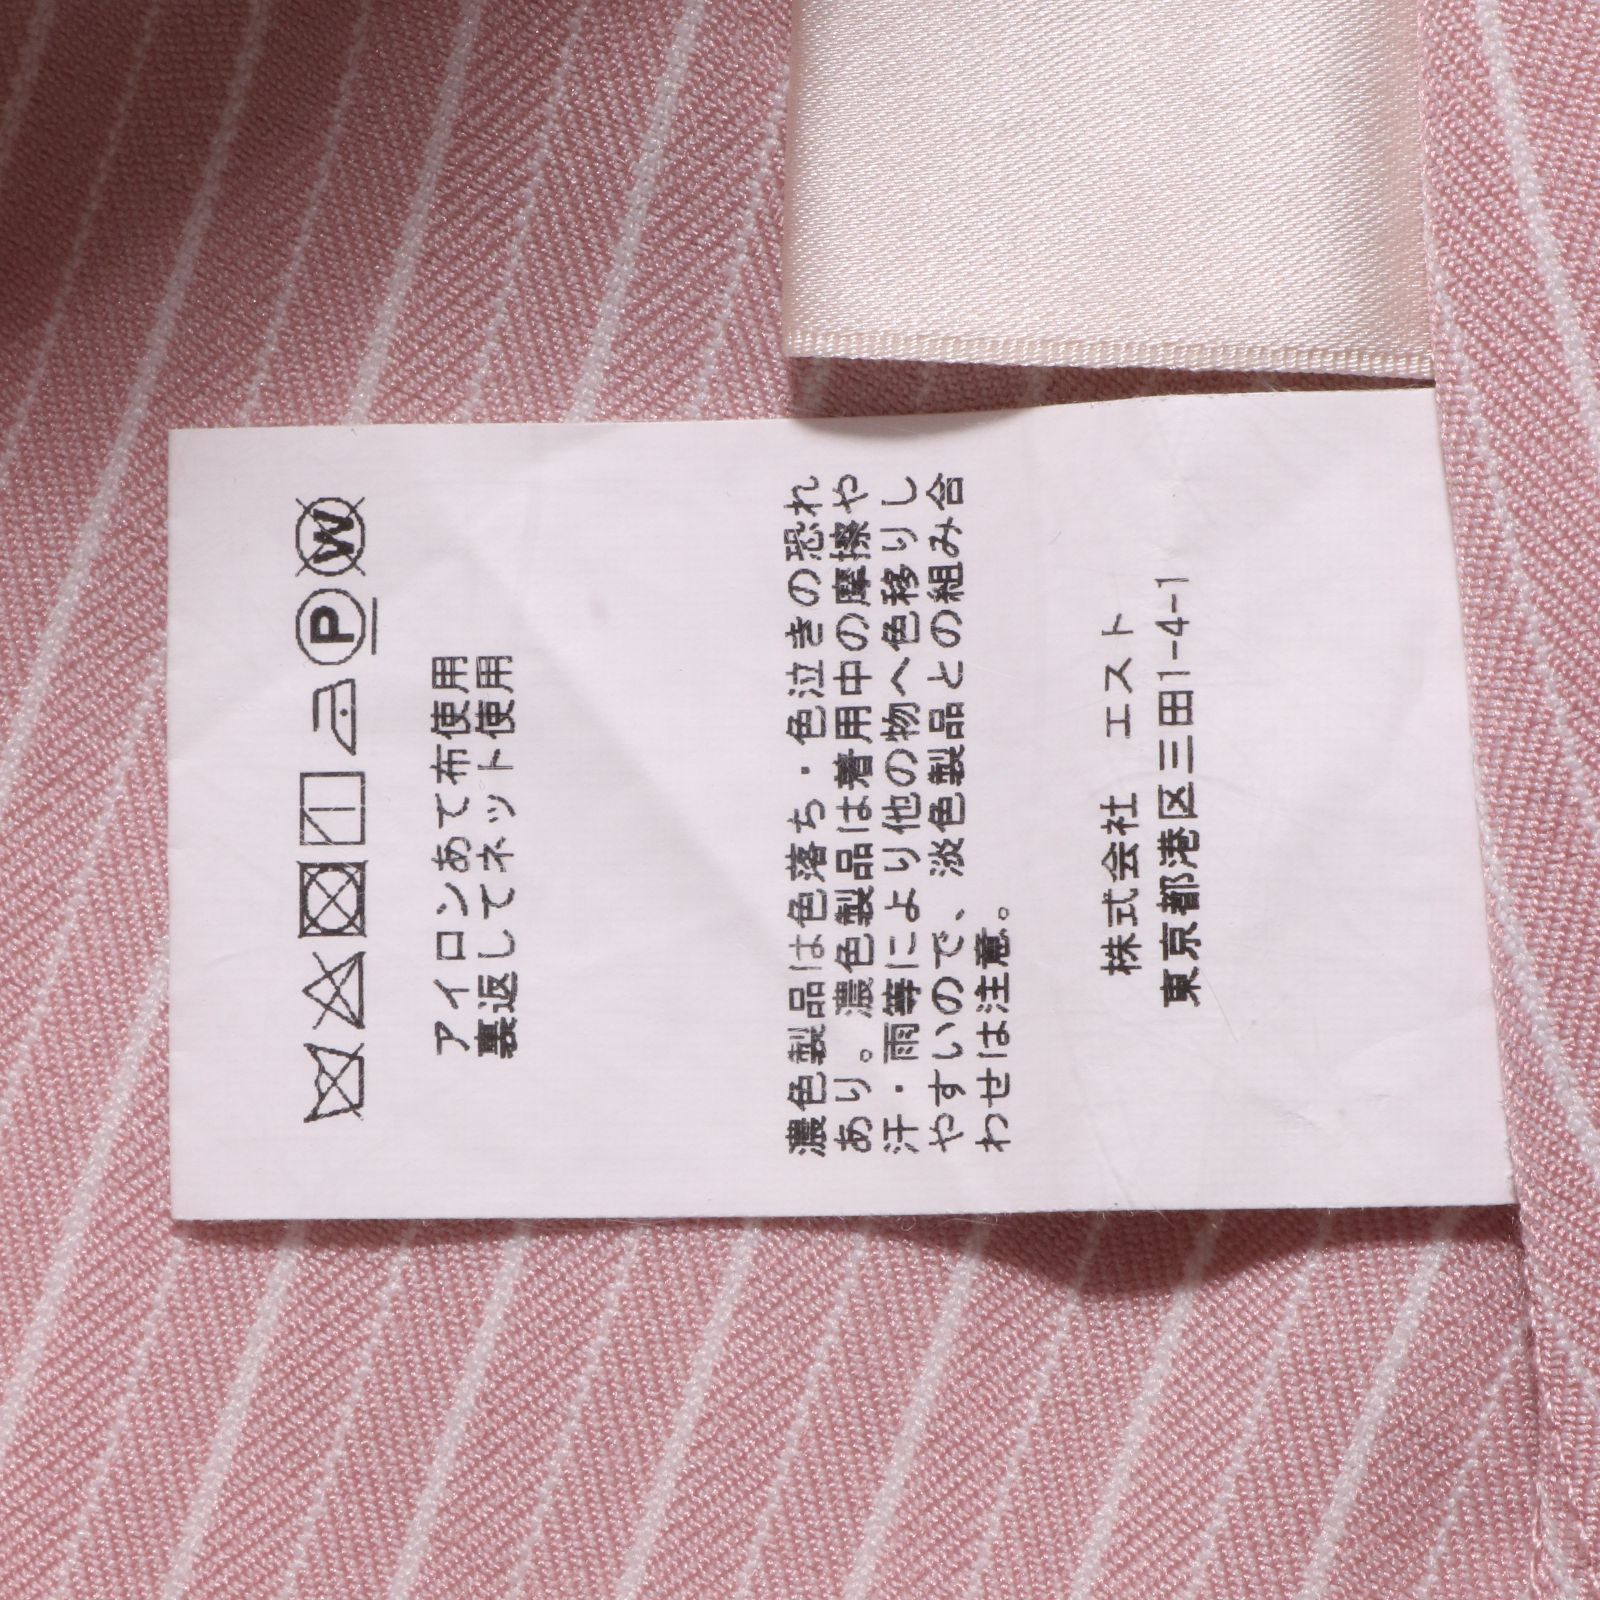 アイロンあて布使用
裏返してネット使用
濃色製品は色落ち・色泣きの恐れ
あり。濃色製品は着用中の摩擦や
汗・雨等により他の物へ色移りし
やすいので、淡色製品との組み合
わせは注意。
株式会社 エスト
東京都港区三田1-4-1